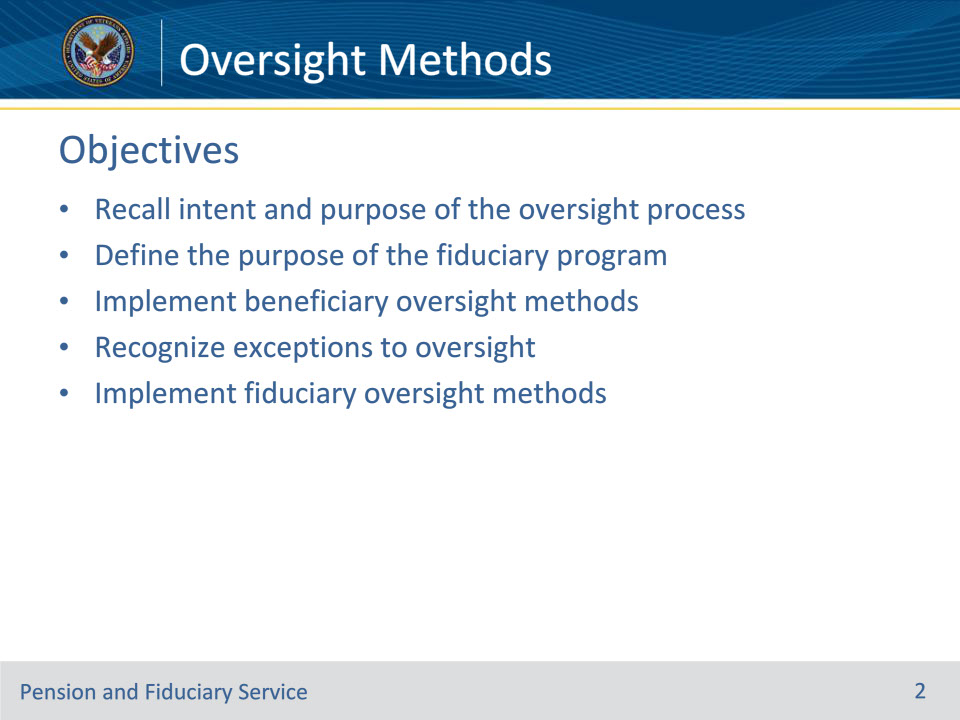 DEPARTMENT OF VETERANS AFFAIRS
UNITED STATES OF AMERICA
Oversight Methods
Objectives
• Recall intent and purpose of the oversight process
• Define the purpose of the fiduciary program
• Implement beneficiary oversight methods
• Recognize exceptions to oversight
• Implement fiduciary oversight methods
Pension and Fiduciary Service
2